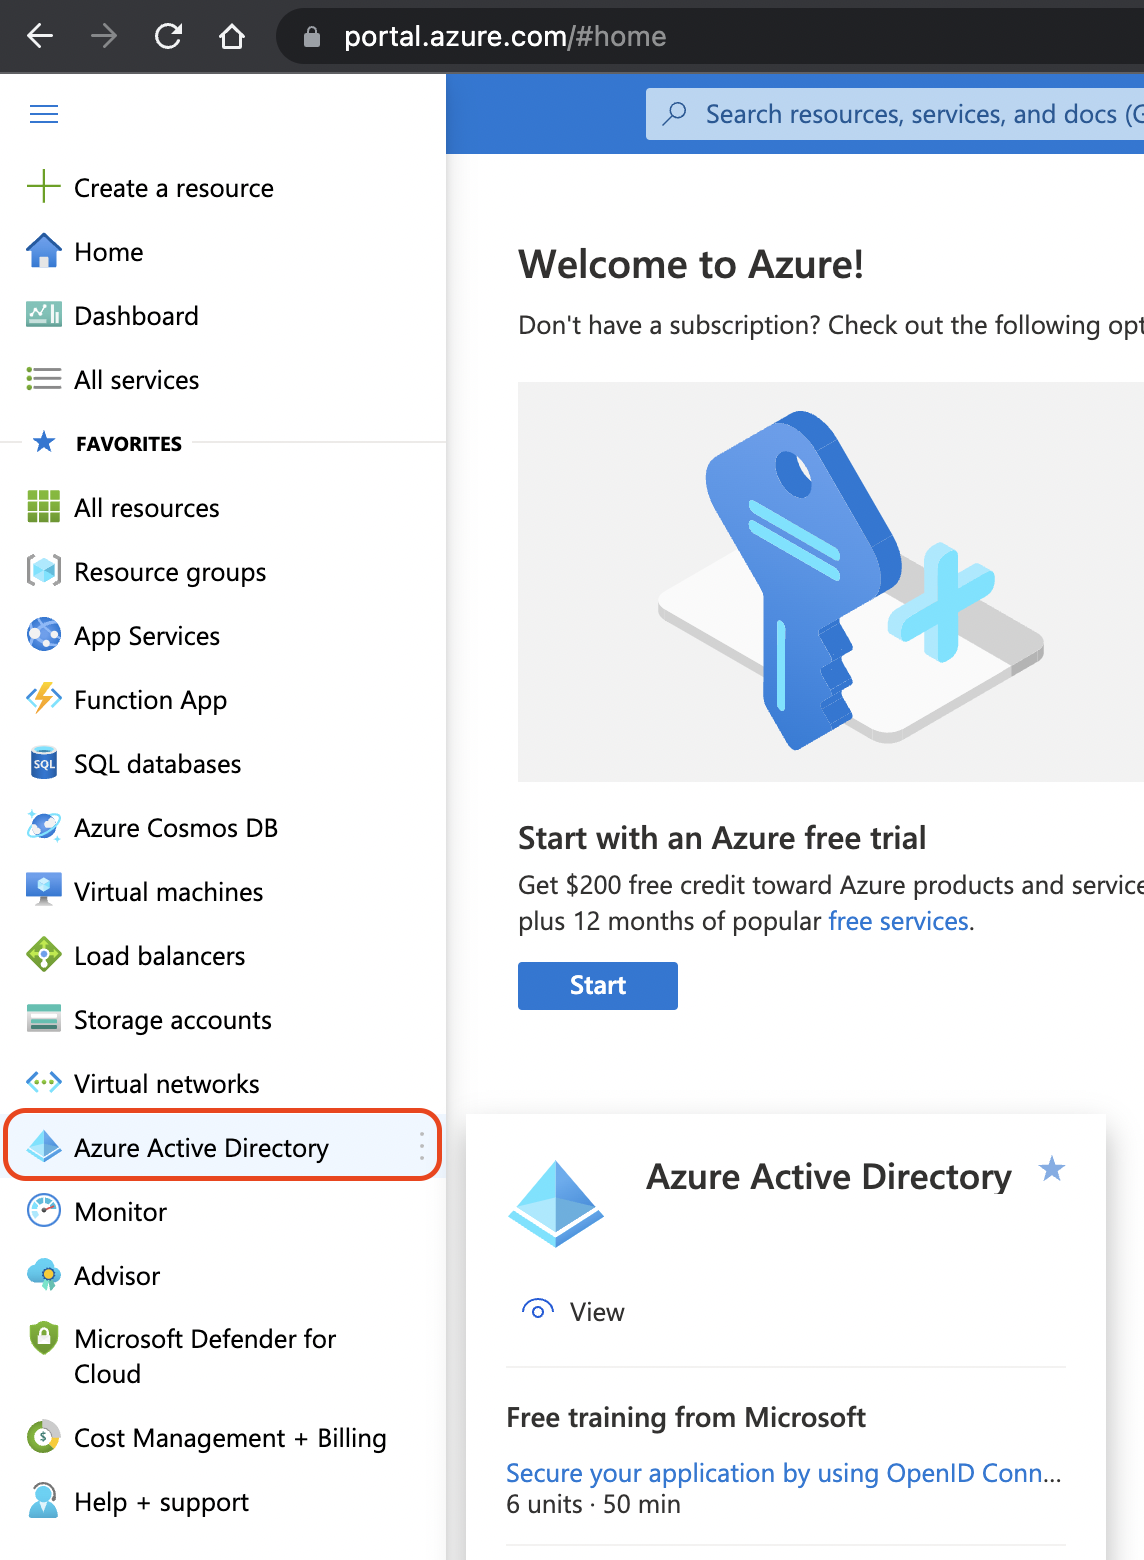 portal.azure.com/#home
Search resources, services, and docs (G
Create a resource
Home
Dashboard
All services
FAVORITES
All resources
Resource groups
App Services
Function App
SQL
SQL databases
Azure Cosmos DB
Virtual machines
Load balancers
Storage accounts
Virtual networks
Azure Active Directory
Monitor
Advisor
Microsoft Defender for
Cloud
$
Cost Management + Billing
Help + support
Welcome to Azure!
Don't have a subscription? Check out the following opt
Start with an Azure free trial
Get $200 free credit toward Azure products and service
plus 12 months of popular free services.
Start
Azure Active Directory
View
Free training from Microsoft
Secure your application by using OpenID Conn...
6 units · 50 min